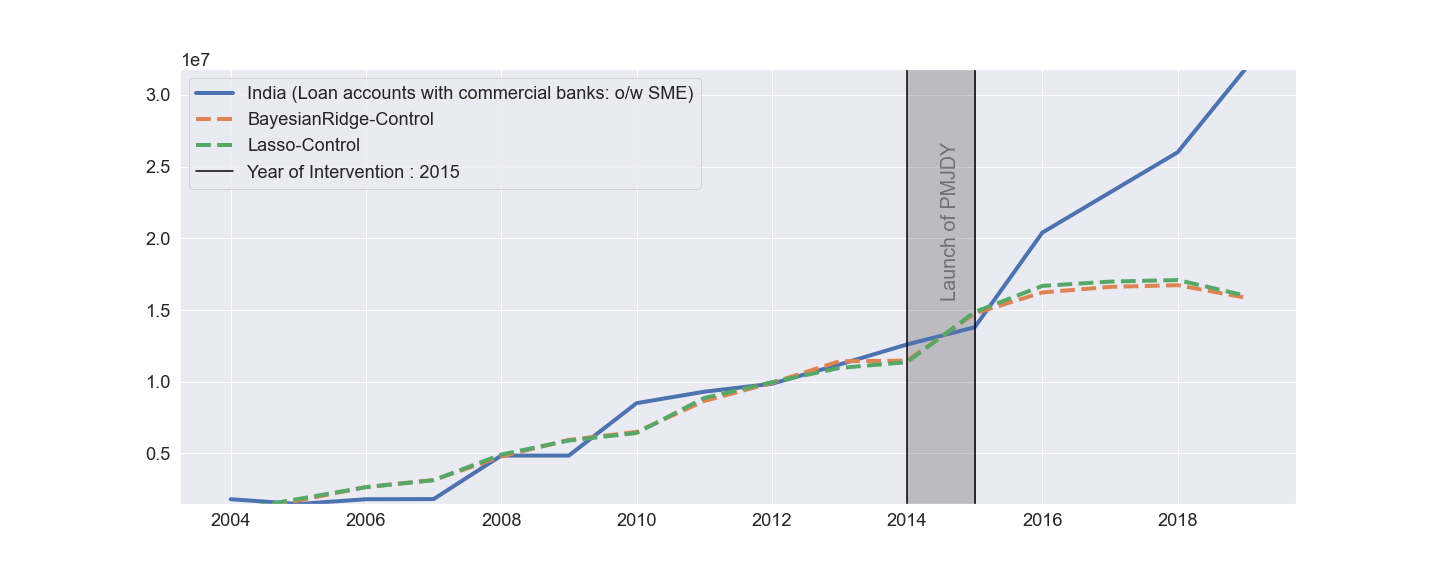 1e7
3.0
2.5
2.0
1.5
1.0
0.5
India (Loan accounts with commercial banks: o/w SME)
BayesianRidge-Control
Lasso-Control
Year of Intervention : 2015
Launch of PMJDY
2004 2006 2008 2010 2012 2014 2016 2018